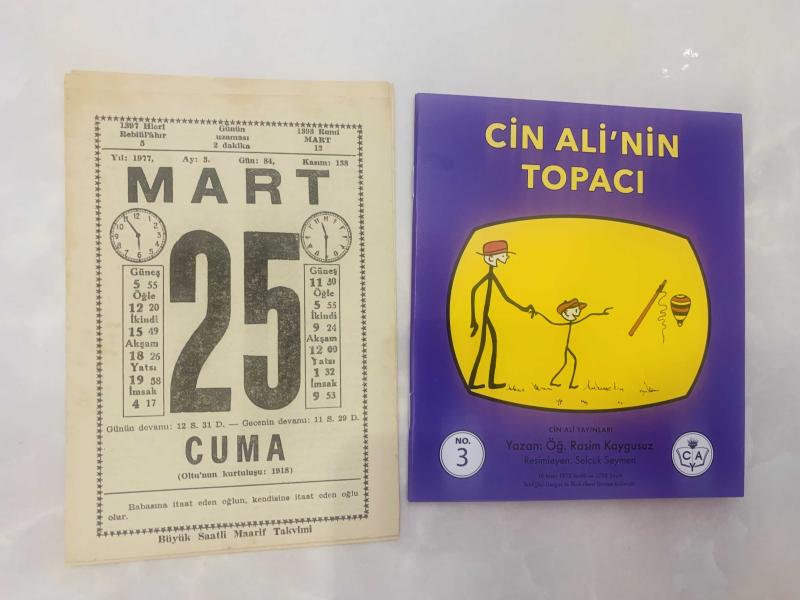 1397 Hicri
Rebiül'âhır
5
Günün
uzaması
2 dakika
1393 Rumi
MART
12
Yıl: 1977, Ay: 3. Gün: 84, Kasım: 138
MART
25
Güneş
5 55
Öğle
12 20
İkindi
15 49
Akşam
18 26
Yatsı
19 58
İmsak
4 17
Güneş
11 30
Öğle
5 55
İkindi
9 24
Akşam
12 00
Yatsı
1 32
İmsak
9 53
Günün devamı: 12 S. 31 D. — Gecenin devamı: 11 S. 29 D.
CUMA
(Oltu'nun kurtuluşu: 1918)
Babasına itaat eden oğlun, kendisine itaat eden oğlu
olur.
Büyük Saatli Maarif Takvimi
CİN ALİ'NİN
TOPACI
CİN ALİ YAYINLARI
Yazan: Öğ. Rasim Kaygusuz
Resimleyen: Selçuk Seymen
NO.
3
C A